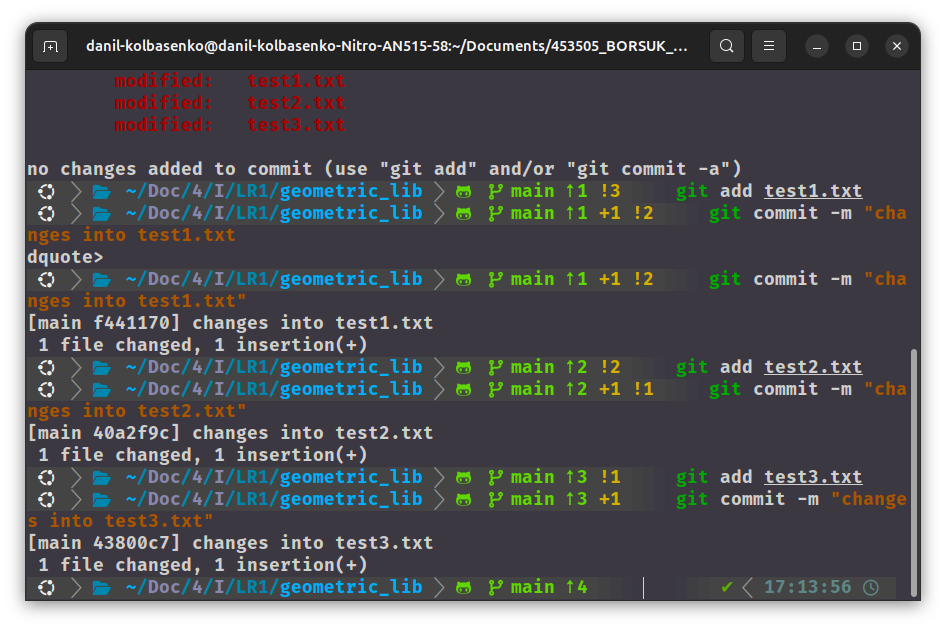 danil-kolbasenko@danil-kolbasenko-Nitro-AN515-58:~/Documents/453505_BORSUK_...
modified:   test1.txt
modified:   test2.txt
modified:   test3.txt
no changes added to commit (use "git add" and/or "git commit -a")
~/Doc/4/I/LR1/geometric_lib main ↑1 !3 git add test1.txt
~/Doc/4/I/LR1/geometric_lib main ↑1 +1 !2 git commit -m "cha
nges into test1.txt
dquote>
~/Doc/4/I/LR1/geometric_lib main ↑1 +1 !2 git commit -m "cha
nges into test1.txt"
[main f441170] changes into test1.txt
1 file changed, 1 insertion(+)
~/Doc/4/I/LR1/geometric_lib main ↑2 !2 git add test2.txt
~/Doc/4/I/LR1/geometric_lib main ↑2 +1 !1 git commit -m "cha
nges into test2.txt"
[main 40a2f9c] changes into test2.txt
1 file changed, 1 insertion(+)
~/Doc/4/I/LR1/geometric_lib main ↑3 !1 git add test3.txt
~/Doc/4/I/LR1/geometric_lib main ↑3 +1 git commit -m "change
s into test3.txt"
[main 43800c7] changes into test3.txt
1 file changed, 1 insertion(+)
~/Doc/4/I/LR1/geometric_lib main ↑4 ✔ 17:13:56